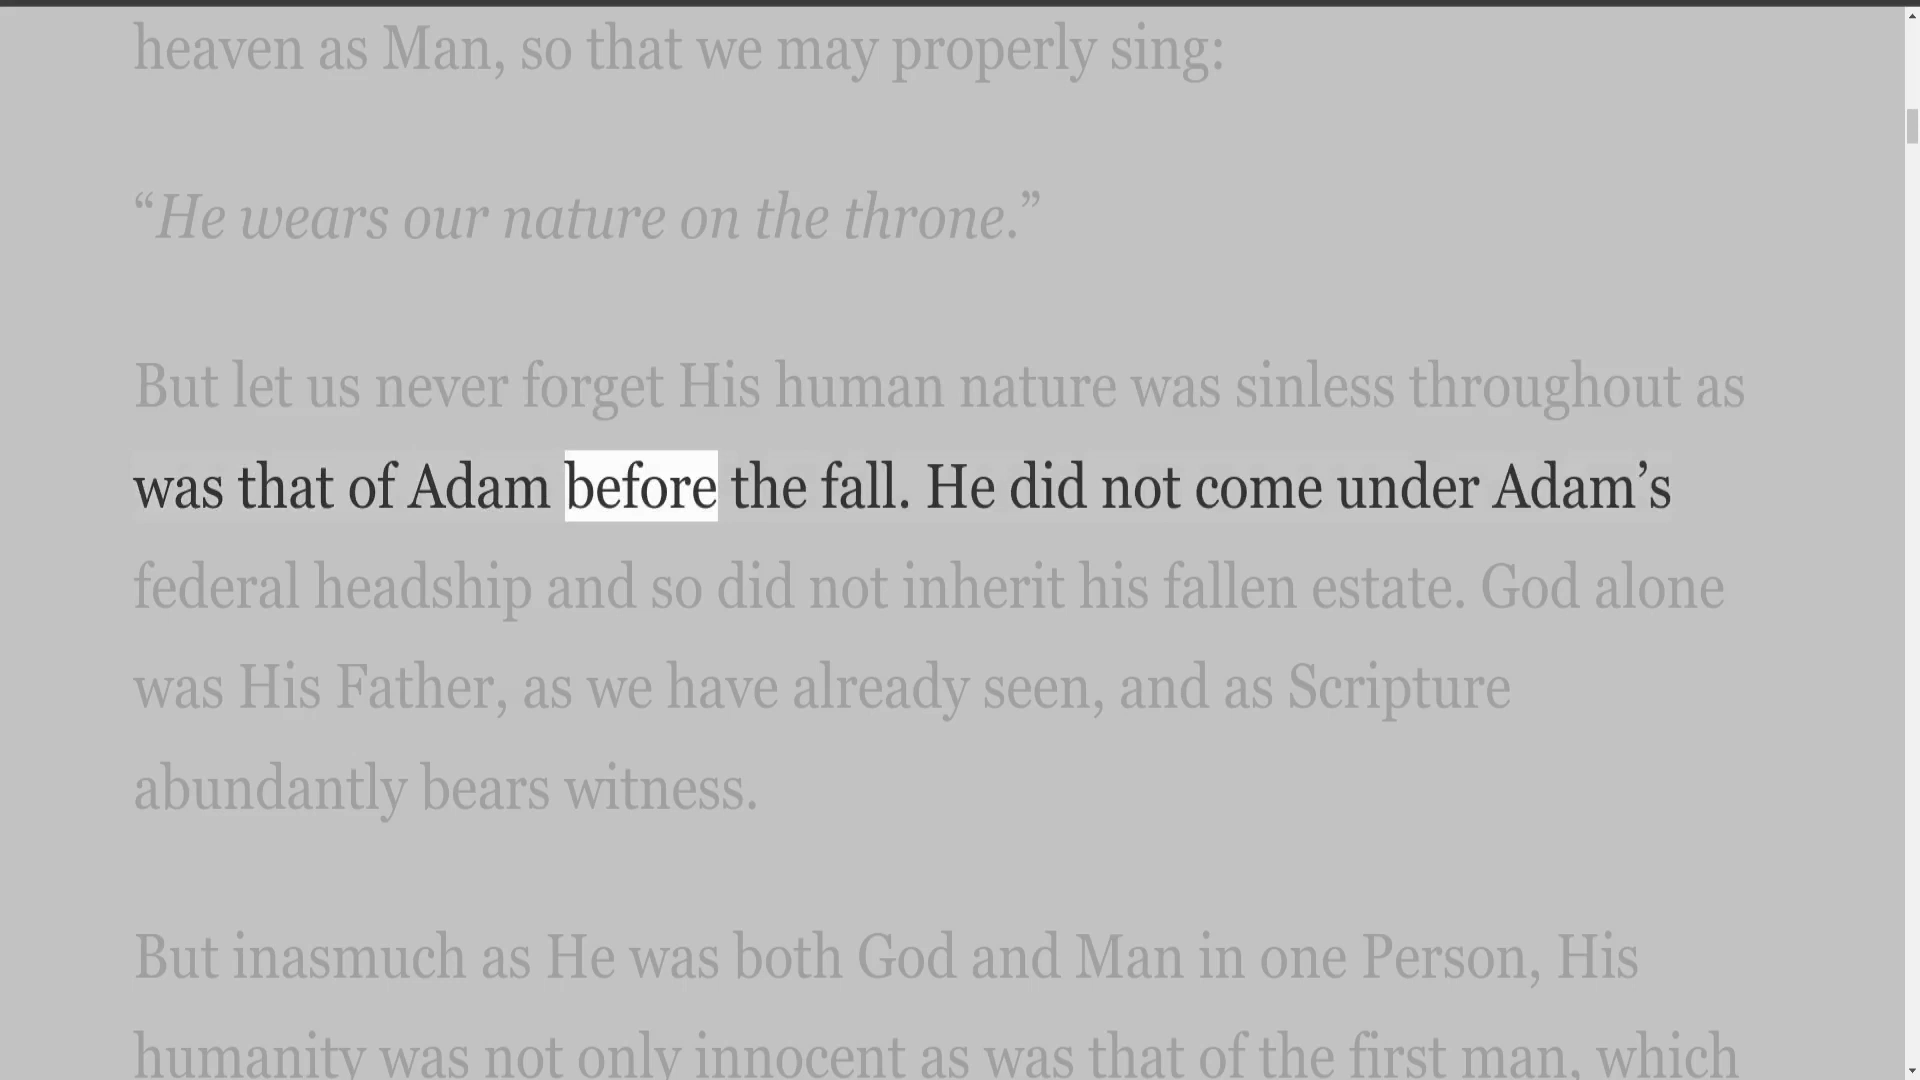 heaven as Man, so that we may properly sing:
“He wears our nature on the throne.”
But let us never forget His human nature was sinless throughout as
was that of Adam before the fall. He did not come under Adam’s
federal headship and so did not inherit his fallen estate. God alone
was His Father, as we have already seen, and as Scripture
abundantly bears witness.
But inasmuch as He was both God and Man in one Person, His
humanity was not only innocent as was that of the first man, which